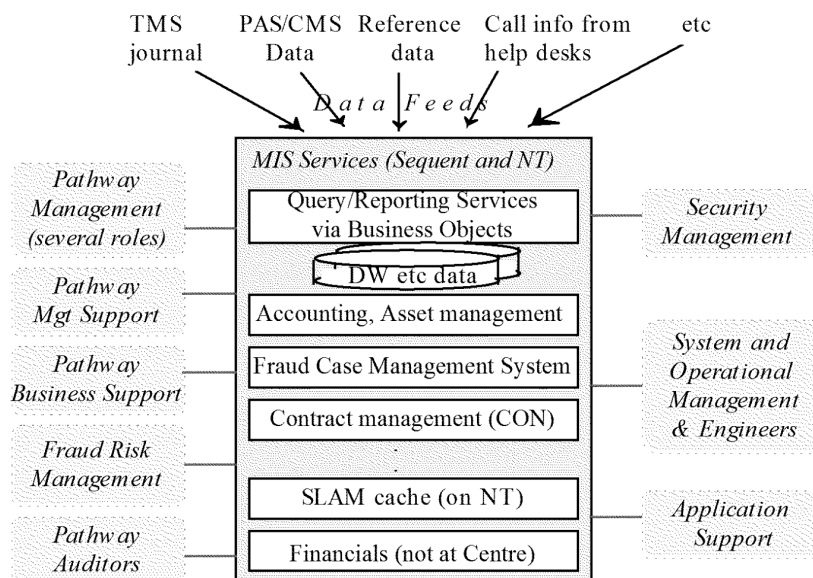 TMS
journal
PAS/CMS
Data
Reference
data
Call info from
help desks
etc
Data Feeds
MIS Services (Sequent and NT)
Query/Reporting Services
via Business Objects
DW etc data
Accounting, Asset management
Fraud Case Management System
Contract management (CON)
:
SLAM cache (on NT)
Financials (not at Centre)
Pathway
Management
(several roles)
Pathway
Mgt Support
Pathway
Business Support
Fraud Risk
Management
Pathway
Auditors
Security
Management
System and
Operational
Management
& Engineers
Application
Support